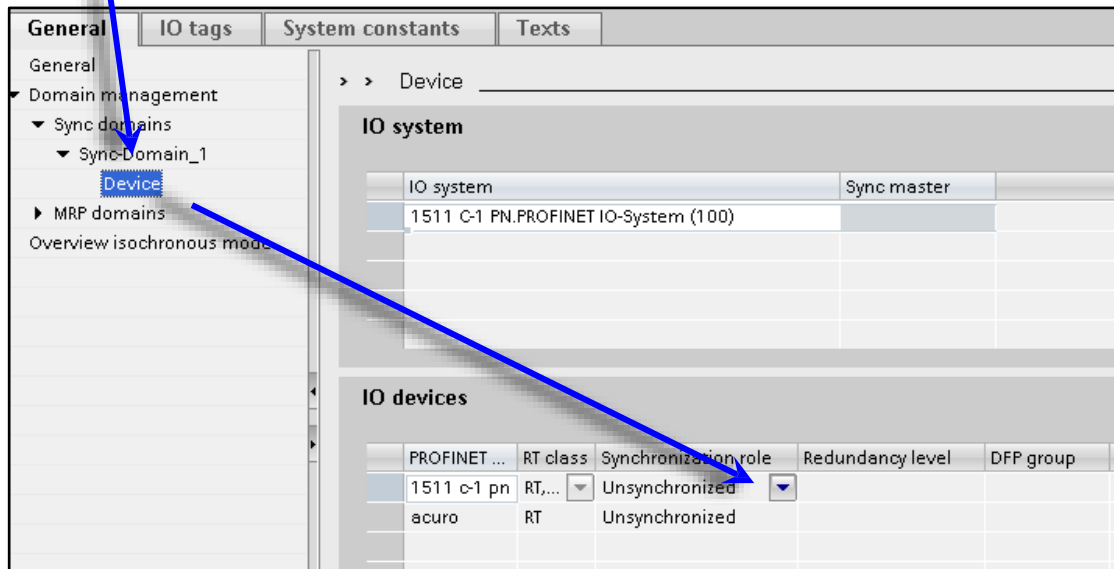 General IO tags System constants Texts
General
Domain management
Sync domains
Sync-Domain_1
Device
MRP domains
Overview isochronous mode
> > Device
IO system
IO system Sync master
1511 C-1 PN.PROFINET IO-System (100)
IO devices
PROFINET ... RT class Synchronization role Redundancy level DFP group
1511 c-1 pn RT,... Unsynchronized
acuro RT Unsynchronized